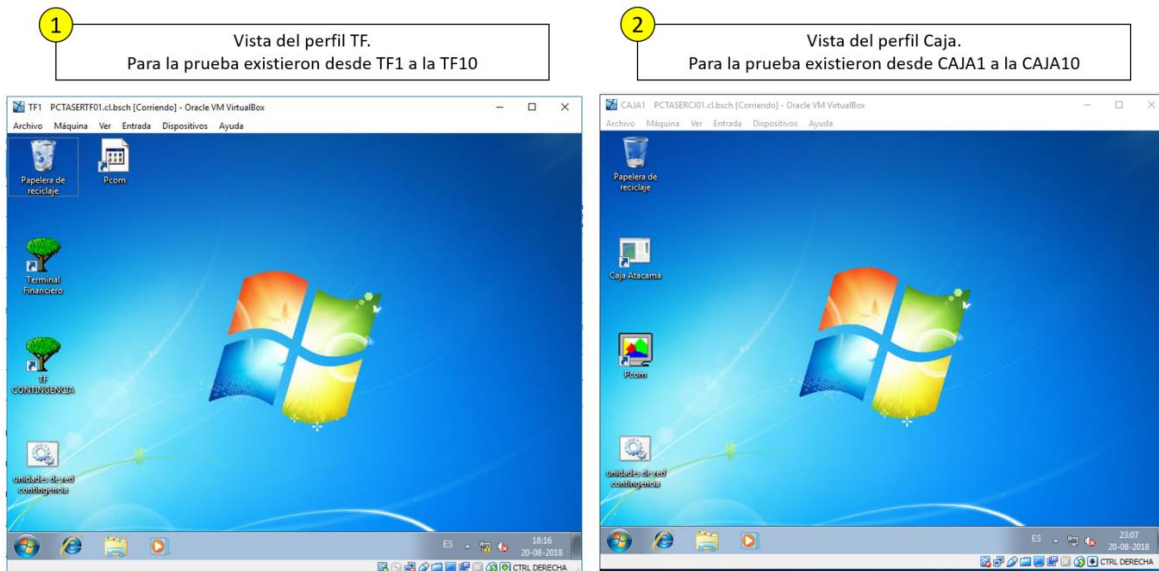 1
Vista del perfil TF.
Para la prueba existieron desde TF1 a la TF10
TF1 PCTASERTF01.cl.bsch [Corriendo] - Oracle VM VirtualBox
Archivo Máquina Ver Entrada Dispositivos Ayuda
Papelera de
reciclaje
Pcom
Terminal
Financiero
TF
CONTINGENCIA
unidades de red
contingencia
ES
18:16
20-08-2018
CTRL DERECHA
2
Vista del perfil Caja.
Para la prueba existieron desde CAJA1 a la CAJA10
CAJA1 PCTASERCJ01.cl.bsch [Corriendo] - Oracle VM VirtualBox
Archivo Máquina Ver Entrada Dispositivos Ayuda
Papelera de
reciclaje
Caja Atacama
Pcom
unidades de red
contingencia
ES
23:07
20-08-2018
CTRL DERECHA